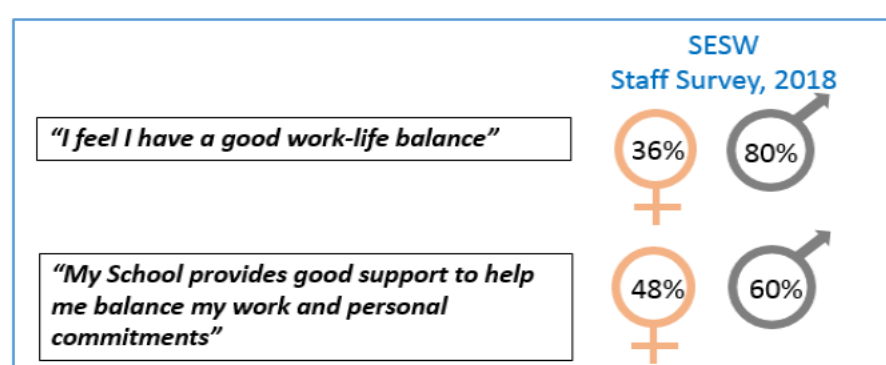 SESW
Staff Survey, 2018
“I feel I have a good work-life balance”
36%
80%
“My School provides good support to help
me balance my work and personal
commitments”
48%
60%